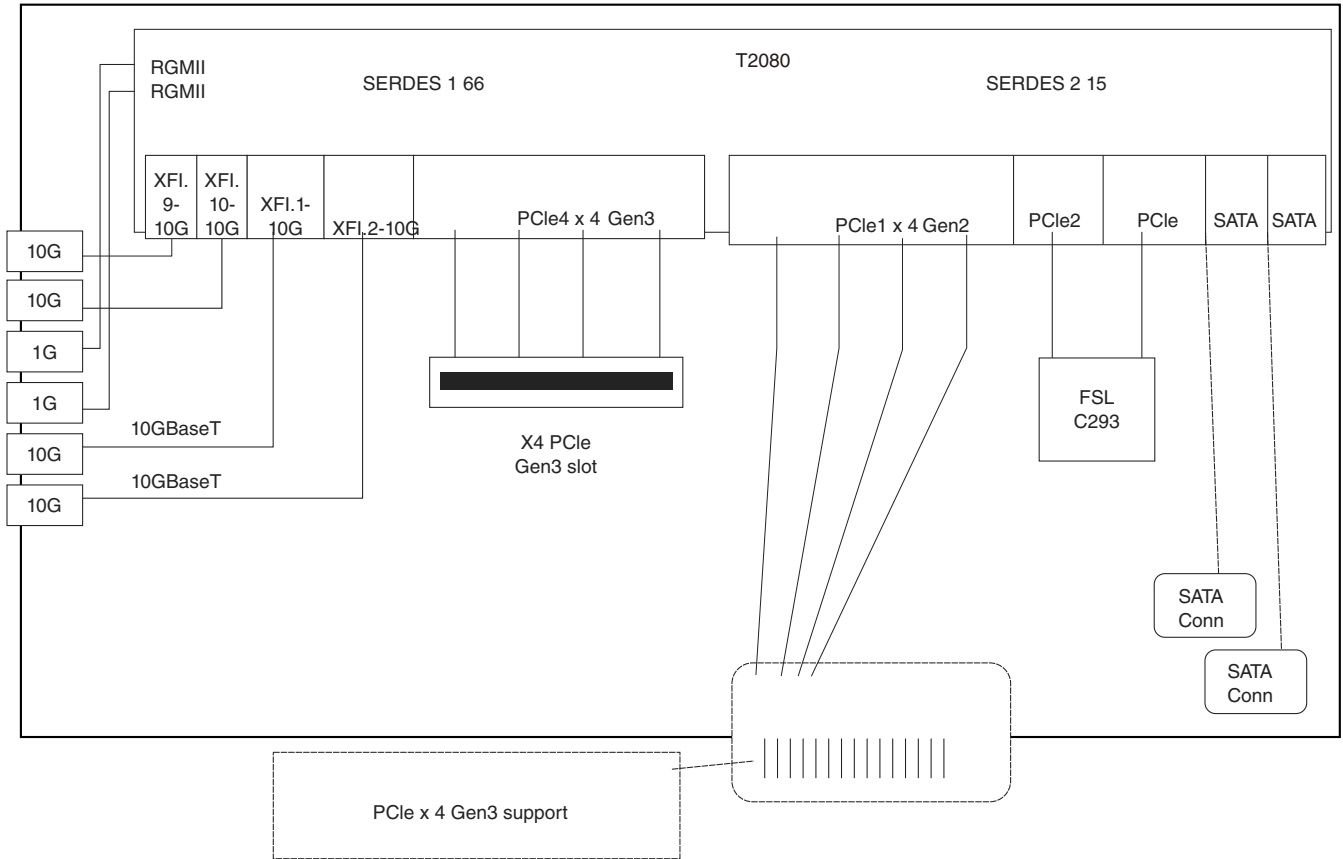 T2080
RGMII
RGMII
SERDES 1 66
SERDES 2 15
XFI.
9-
10G
XFI.
10-
10G
XFI.1-
10G
XFI.2-10G
PCIe4 x 4 Gen3
PCIe1 x 4 Gen2
PCIe2
PCIe
SATA
SATA
10G
10G
1G
1G
10G
10G
10GBaseT
10GBaseT
X4 PCIe
Gen3 slot
FSL
C293
SATA
Conn
SATA
Conn
PCIe x 4 Gen3 support